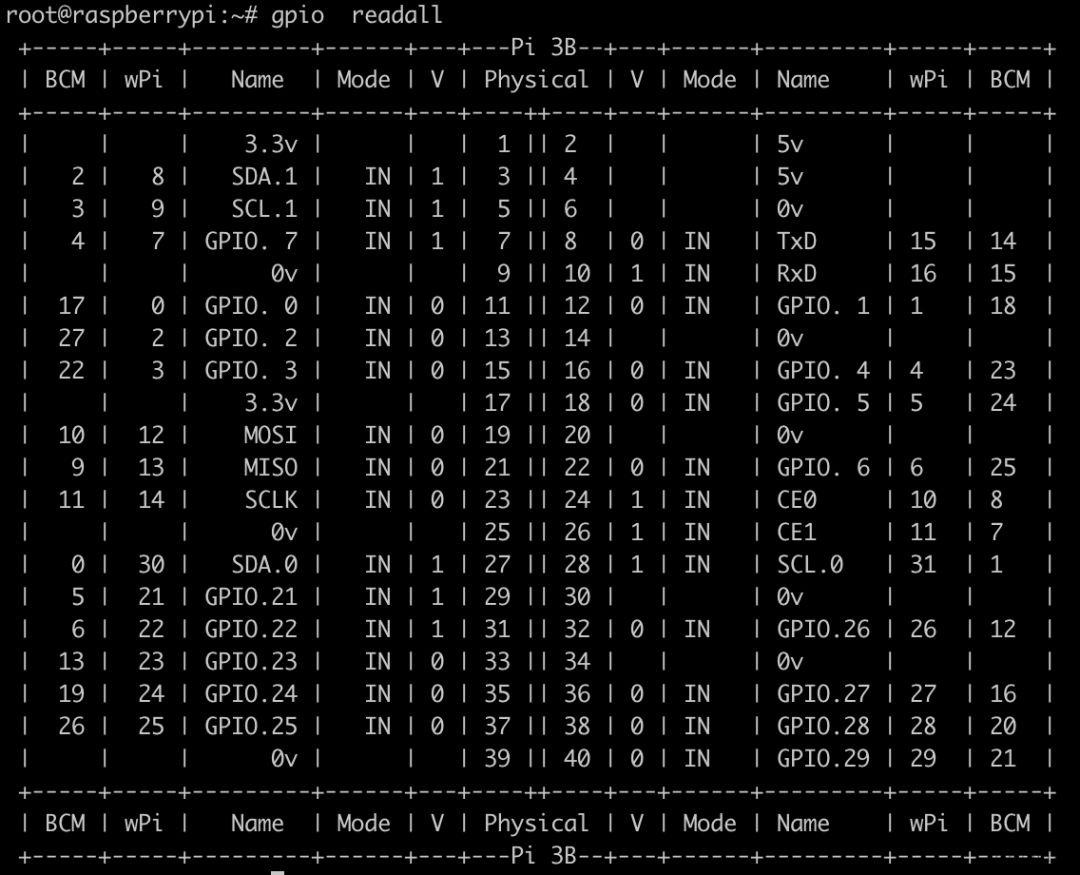 root@raspberrypi:~# gpio  readall
 +-----+-----+---------+------+---+---Pi 3B--+---+------+---------+-----+-----+
 | BCM | wPi |   Name  | Mode | V | Physical | V | Mode | Name    | wPi | BCM |
 +-----+-----+---------+------+---+----++----+---+------+---------+-----+-----+
 |     |     |    3.3v |      |   |  1 || 2  |   |      | 5v      |     |     |
 |   2 |   8 |   SDA.1 |   IN | 1 |  3 || 4  |   |      | 5v      |     |     |
 |   3 |   9 |   SCL.1 |   IN | 1 |  5 || 6  |   |      | 0v      |     |     |
 |   4 |   7 | GPIO. 7 |   IN | 1 |  7 || 8  | 0 | IN   | TxD     | 15  | 14  |
 |     |     |      0v |      |   |  9 || 10 | 1 | IN   | RxD     | 16  | 15  |
 |  17 |   0 | GPIO. 0 |   IN | 0 | 11 || 12 | 0 | IN   | GPIO. 1 | 1   | 18  |
 |  27 |   2 | GPIO. 2 |   IN | 0 | 13 || 14 |   |      | 0v      |     |     |
 |  22 |   3 | GPIO. 3 |   IN | 0 | 15 || 16 | 0 | IN   | GPIO. 4 | 4   | 23  |
 |     |     |    3.3v |      |   | 17 || 18 | 0 | IN   | GPIO. 5 | 5   | 24  |
 |  10 |  12 |    MOSI |   IN | 0 | 19 || 20 |   |      | 0v      |     |     |
 |   9 |  13 |    MISO |   IN | 0 | 21 || 22 | 0 | IN   | GPIO. 6 | 6   | 25  |
 |  11 |  14 |    SCLK |   IN | 0 | 23 || 24 | 1 | IN   | CE0     | 10  | 8   |
 |     |     |      0v |      |   | 25 || 26 | 1 | IN   | CE1     | 11  | 7   |
 |   0 |  30 |   SDA.0 |   IN | 1 | 27 || 28 | 1 | IN   | SCL.0   | 31  | 1   |
 |   5 |  21 | GPIO.21 |   IN | 1 | 29 || 30 |   |      | 0v      |     |     |
 |   6 |  22 | GPIO.22 |   IN | 1 | 31 || 32 | 0 | IN   | GPIO.26 | 26  | 12  |
 |  13 |  23 | GPIO.23 |   IN | 0 | 33 || 34 |   |      | 0v      |     |     |
 |  19 |  24 | GPIO.24 |   IN | 0 | 35 || 36 | 0 | IN   | GPIO.27 | 27  | 16  |
 |  26 |  25 | GPIO.25 |   IN | 0 | 37 || 38 | 0 | IN   | GPIO.28 | 28  | 20  |
 |     |     |      0v |      |   | 39 || 40 | 0 | IN   | GPIO.29 | 29  | 21  |
 +-----+-----+---------+------+---+----++----+---+------+---------+-----+-----+
 | BCM | wPi |   Name  | Mode | V | Physical | V | Mode | Name    | wPi | BCM |
 +-----+-----+---------+------+---+---Pi 3B--+---+------+---------+-----+-----+